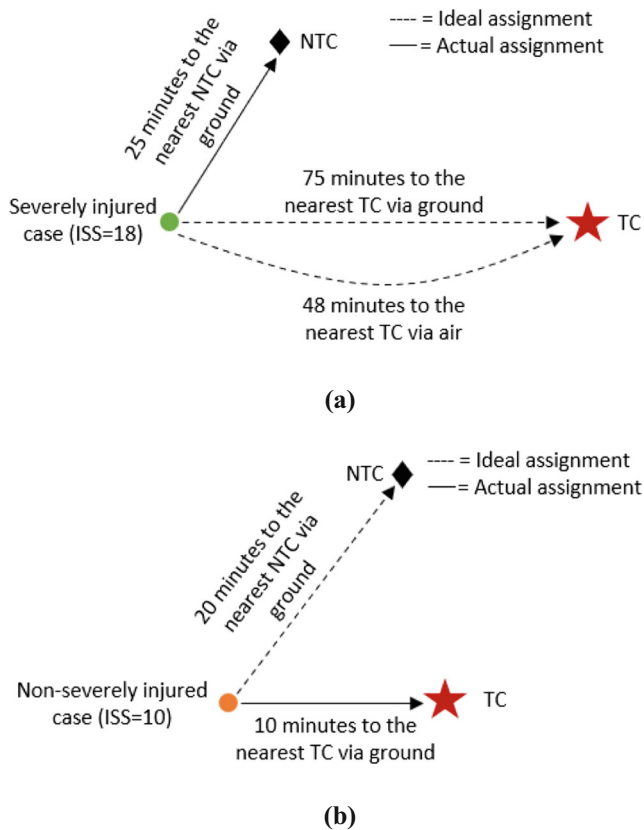 ---- = Ideal assignment
— = Actual assignment
NTC
25 minutes to the
nearest NTC via
ground
75 minutes to the
nearest TC via ground
Severely injured
case (ISS=18)
TC
48 minutes to the
nearest TC via air
(a)
---- = Ideal assignment
— = Actual assignment
NTC
20 minutes to the
nearest NTC via
ground
Non-severely injured
case (ISS=10)
TC
10 minutes to the
nearest TC via ground
(b)